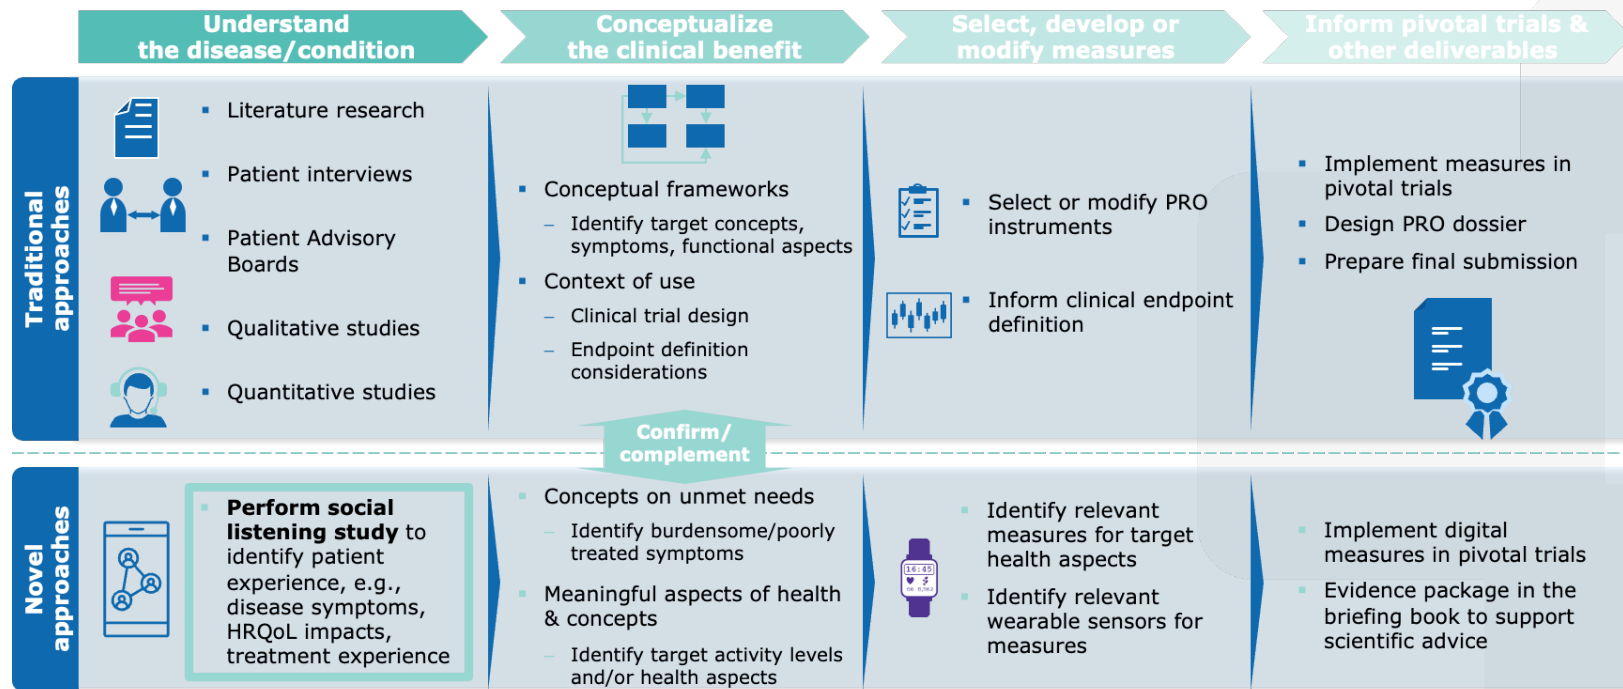 Understand
the disease/condition
Conceptualize
the clinical benefit
Select, develop or
modify measures
Inform pivotal trials &
other deliverables
Traditional
approaches
Literature research
Patient interviews
Patient Advisory
Boards
Qualitative studies
Quantitative studies
Conceptual frameworks
– Identify target concepts,
symptoms, functional aspects
Context of use
– Clinical trial design
– Endpoint definition
considerations
Select or modify PRO
instruments
Inform clinical endpoint
definition
Implement measures in
pivotal trials
Design PRO dossier
Prepare final submission
Confirm/
complement
Novel
approaches
Perform social
listening study to
identify patient
experience, e.g.,
disease symptoms,
HRQoL impacts,
treatment experience
Concepts on unmet needs
– Identify burdensome/poorly
treated symptoms
Meaningful aspects of health
& concepts
– Identify target activity levels
and/or health aspects
16:45
Identify relevant
measures for target
health aspects
Identify relevant
wearable sensors for
measures
Implement digital
measures in pivotal trials
Evidence package in the
briefing book to support
scientific advice